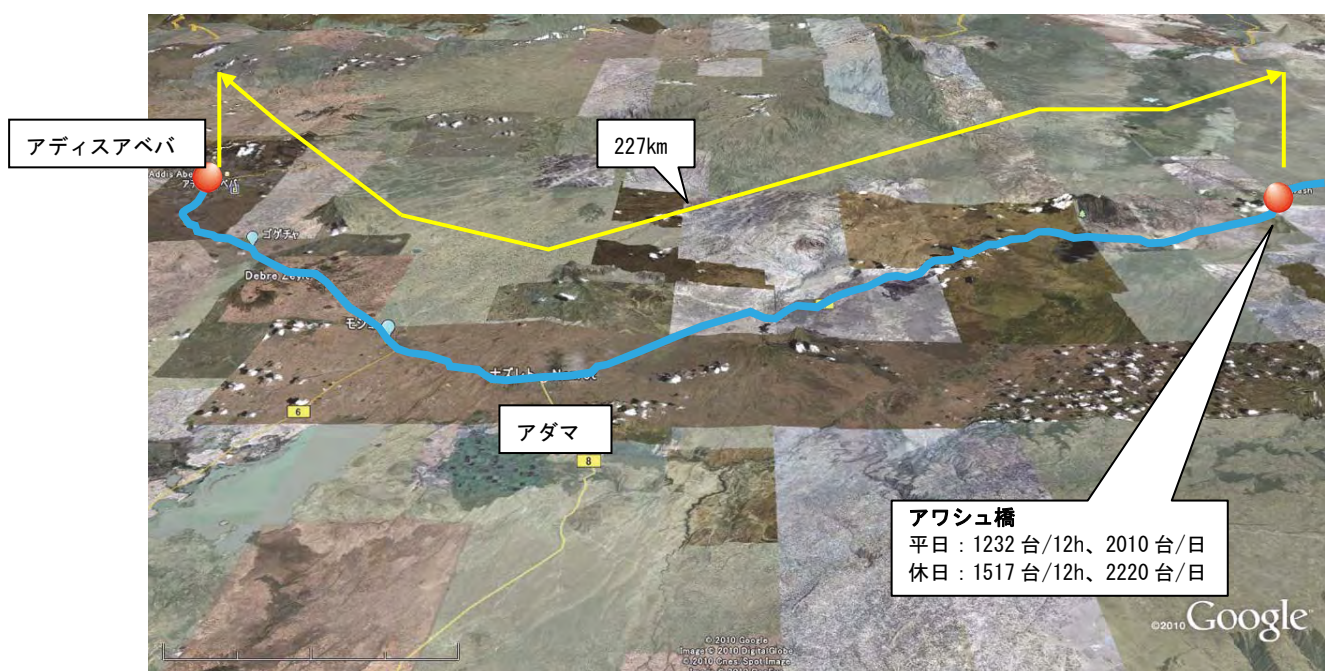 アディスアベバ
227km
Addis Abe
ゴゲチャ
Debre Zey
モジョ
アダマ
6
8
アワシュ橋
平日：1232 台/12h、2010 台/日
休日：1517 台/12h、2220 台/日
©2010 Google
© 2010 Google
Image © 2010 DigitalGlobe
© 2010 Cnes/Spot Image